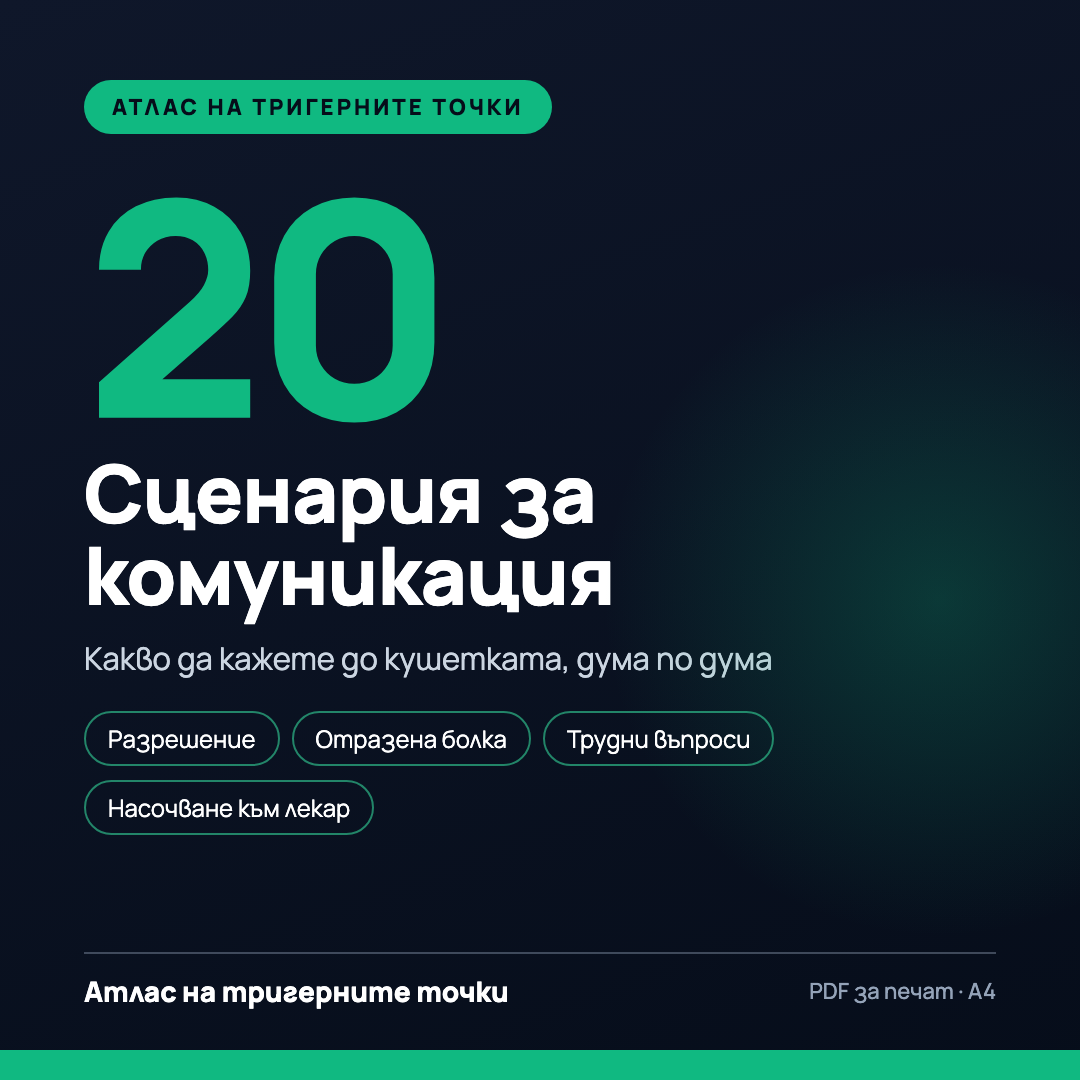 АТЛАС НА ТРИГЕРНИТЕ ТОЧКИ
20
Сценария за
комуникация
Какво да кажете до кушетката, дума по дума
Разрешение
Отразена болка
Трудни въпроси
Насочване към лекар
Атлас на тригерните точки
PDF за печат · A4